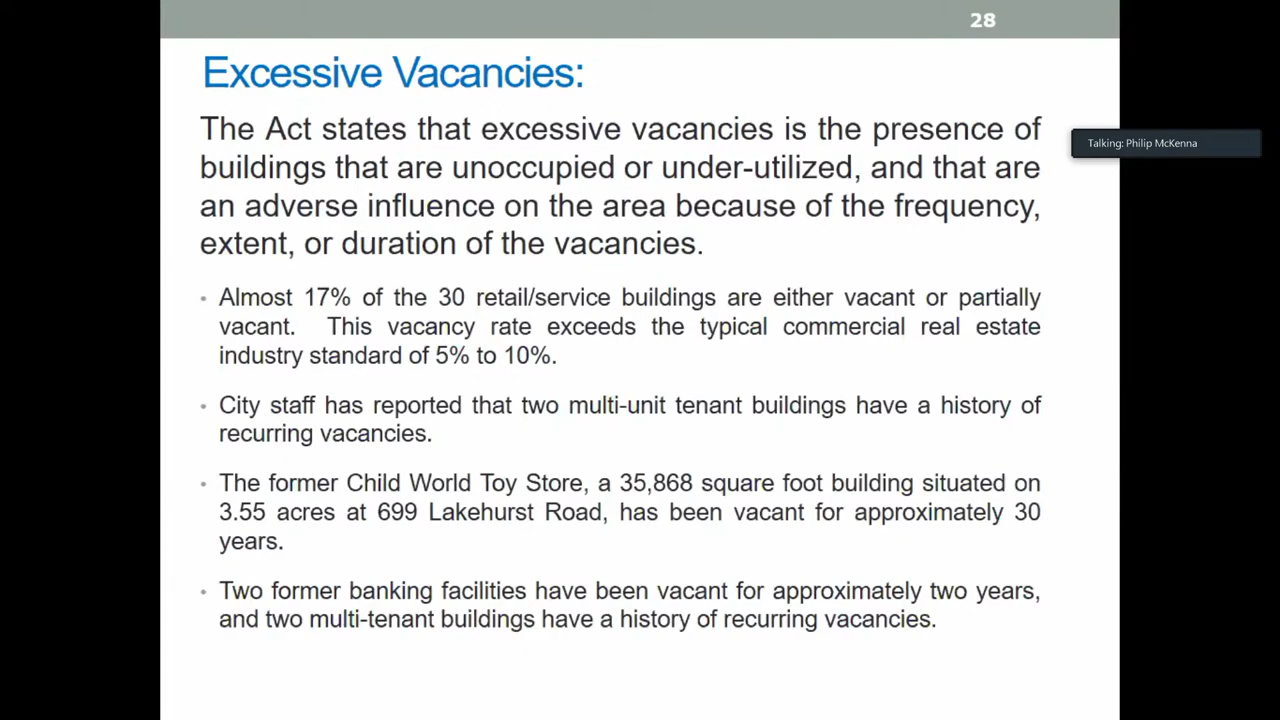 28
Excessive Vacancies:
The Act states that excessive vacancies is the presence of
buildings that are unoccupied or under-utilized, and that are
an adverse influence on the area because of the frequency,
extent, or duration of the vacancies.
Talking: Philip McKenna
• Almost 17% of the 30 retail/service buildings are either vacant or partially
vacant. This vacancy rate exceeds the typical commercial real estate
industry standard of 5% to 10%.
• City staff has reported that two multi-unit tenant buildings have a history of
recurring vacancies.
• The former Child World Toy Store, a 35,868 square foot building situated on
3.55 acres at 699 Lakehurst Road, has been vacant for approximately 30
years.
• Two former banking facilities have been vacant for approximately two years,
and two multi-tenant buildings have a history of recurring vacancies.